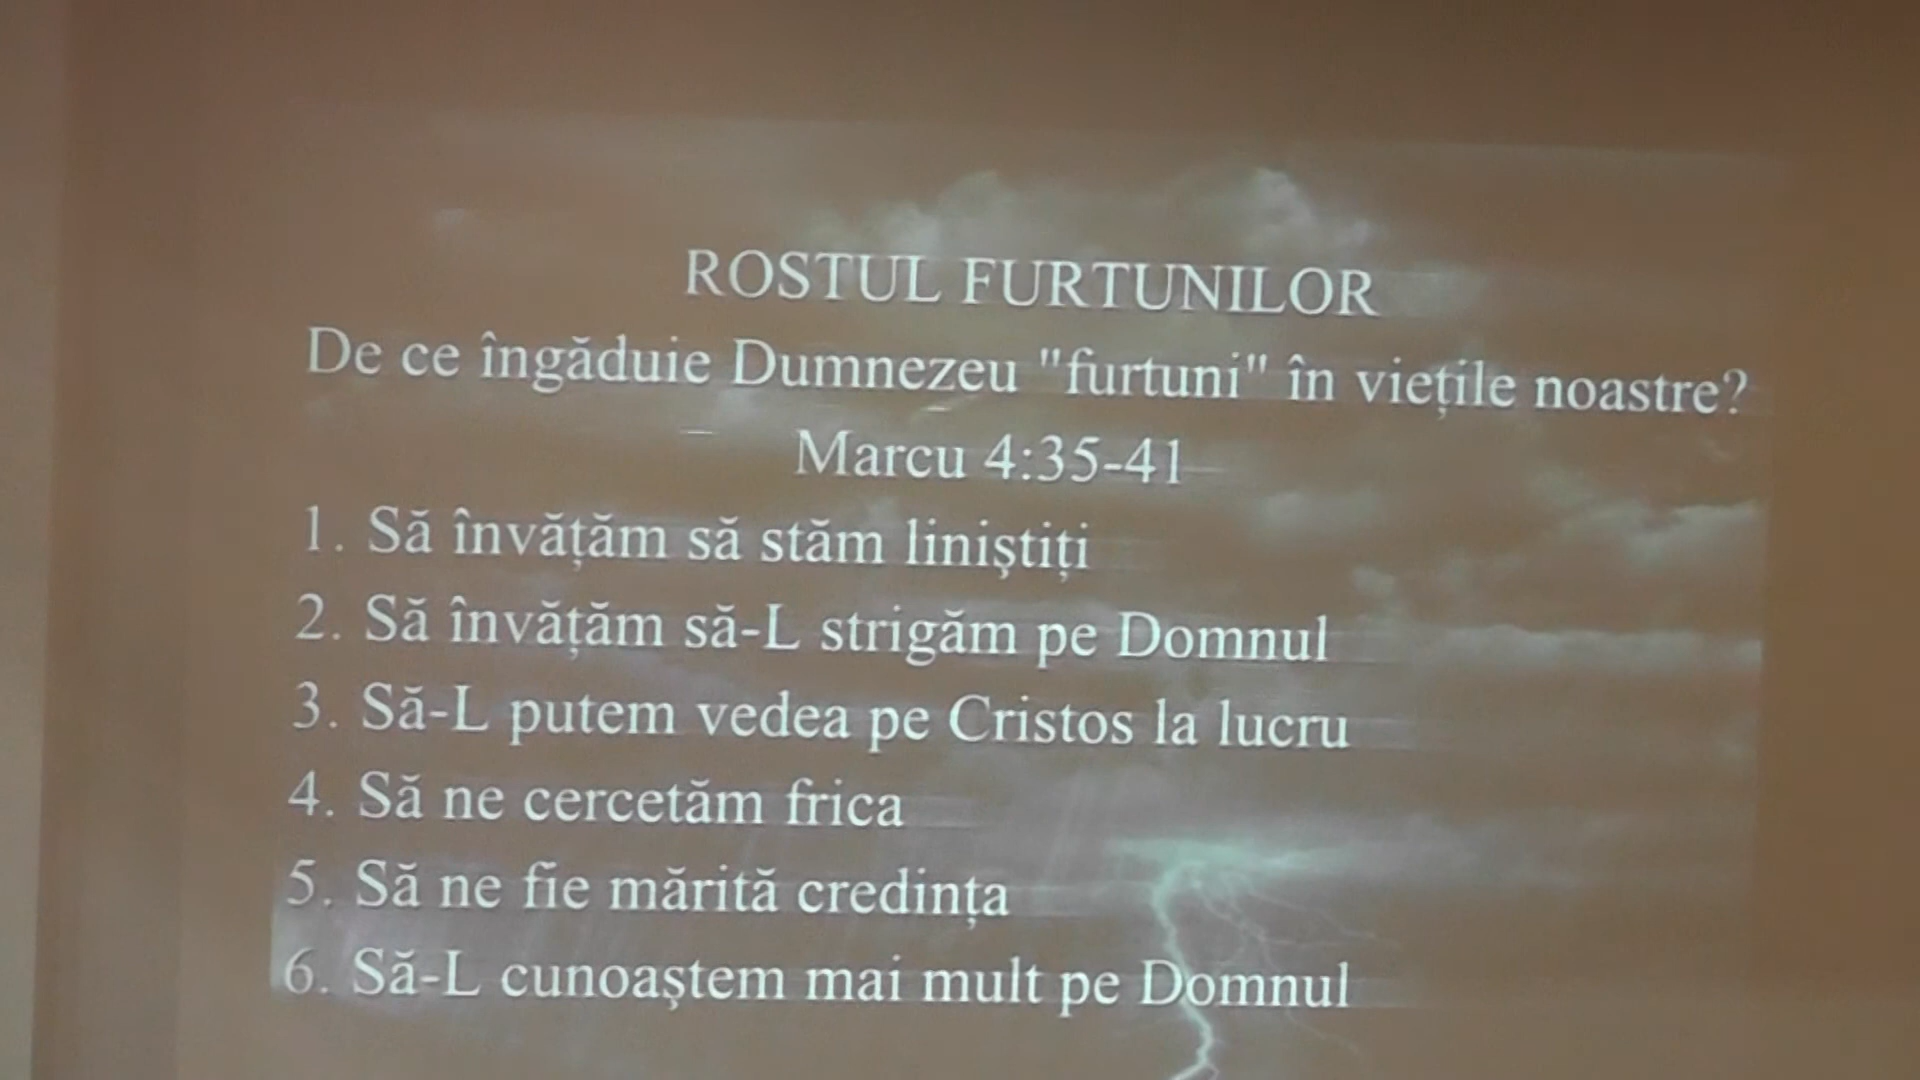 ROSTUL FURTUNILOR
De ce îngăduie Dumnezeu "furtuni" în viețile noastre?
Marcu 4:35-41
1. Să învățăm să stăm liniştiți
2. Să învățăm să-L strigăm pe Domnul
3. Să-L putem vedea pe Cristos la lucru
4. Să ne cercetăm frica
5. Să ne fie mărită credința
6. Să-L cunoaştem mai mult pe Domnul